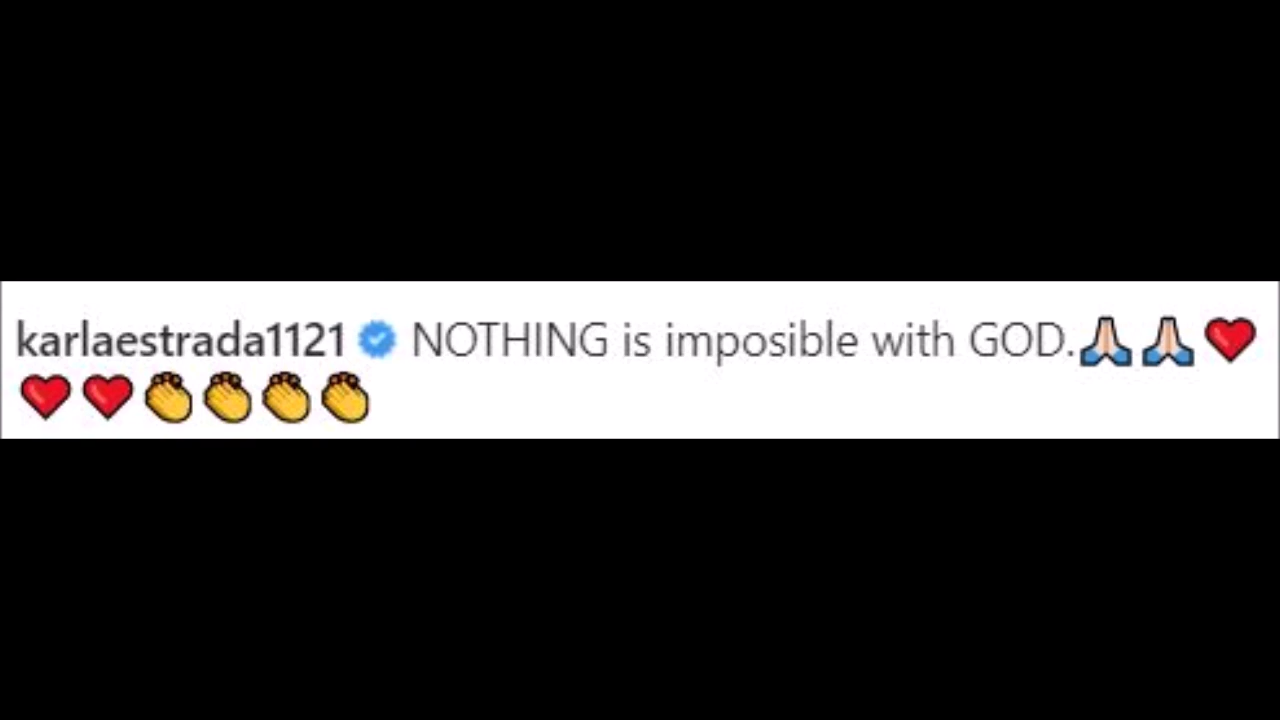 karlaestrada1121 NOTHING is imposible with GOD.🙏🏻🙏🏻❤️
❤️❤️👏👏👏👏